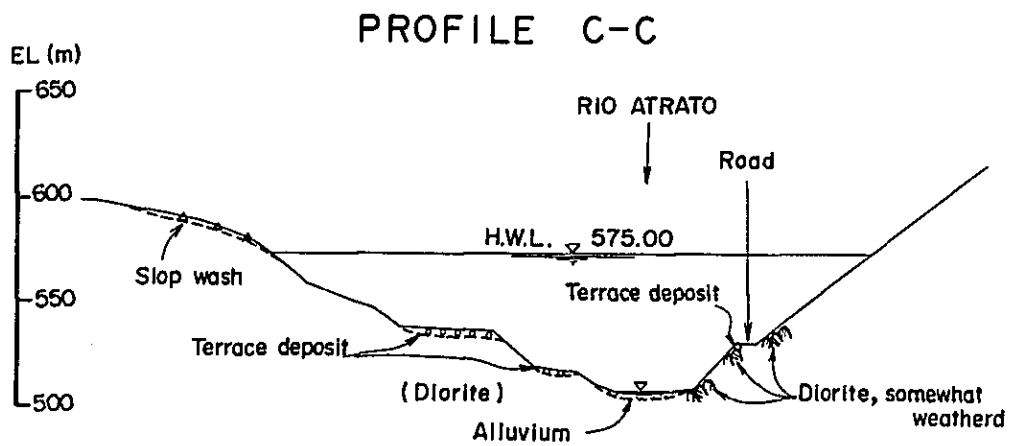 PROFILE C-C
EL (m)
650
RIO ATRATO
Road
600
H.W.L. 575.00
Slop wash
550
Terrace deposit
Terrace deposit
(Diorite)
Diorite, somewhat
weatherd
500
Alluvium